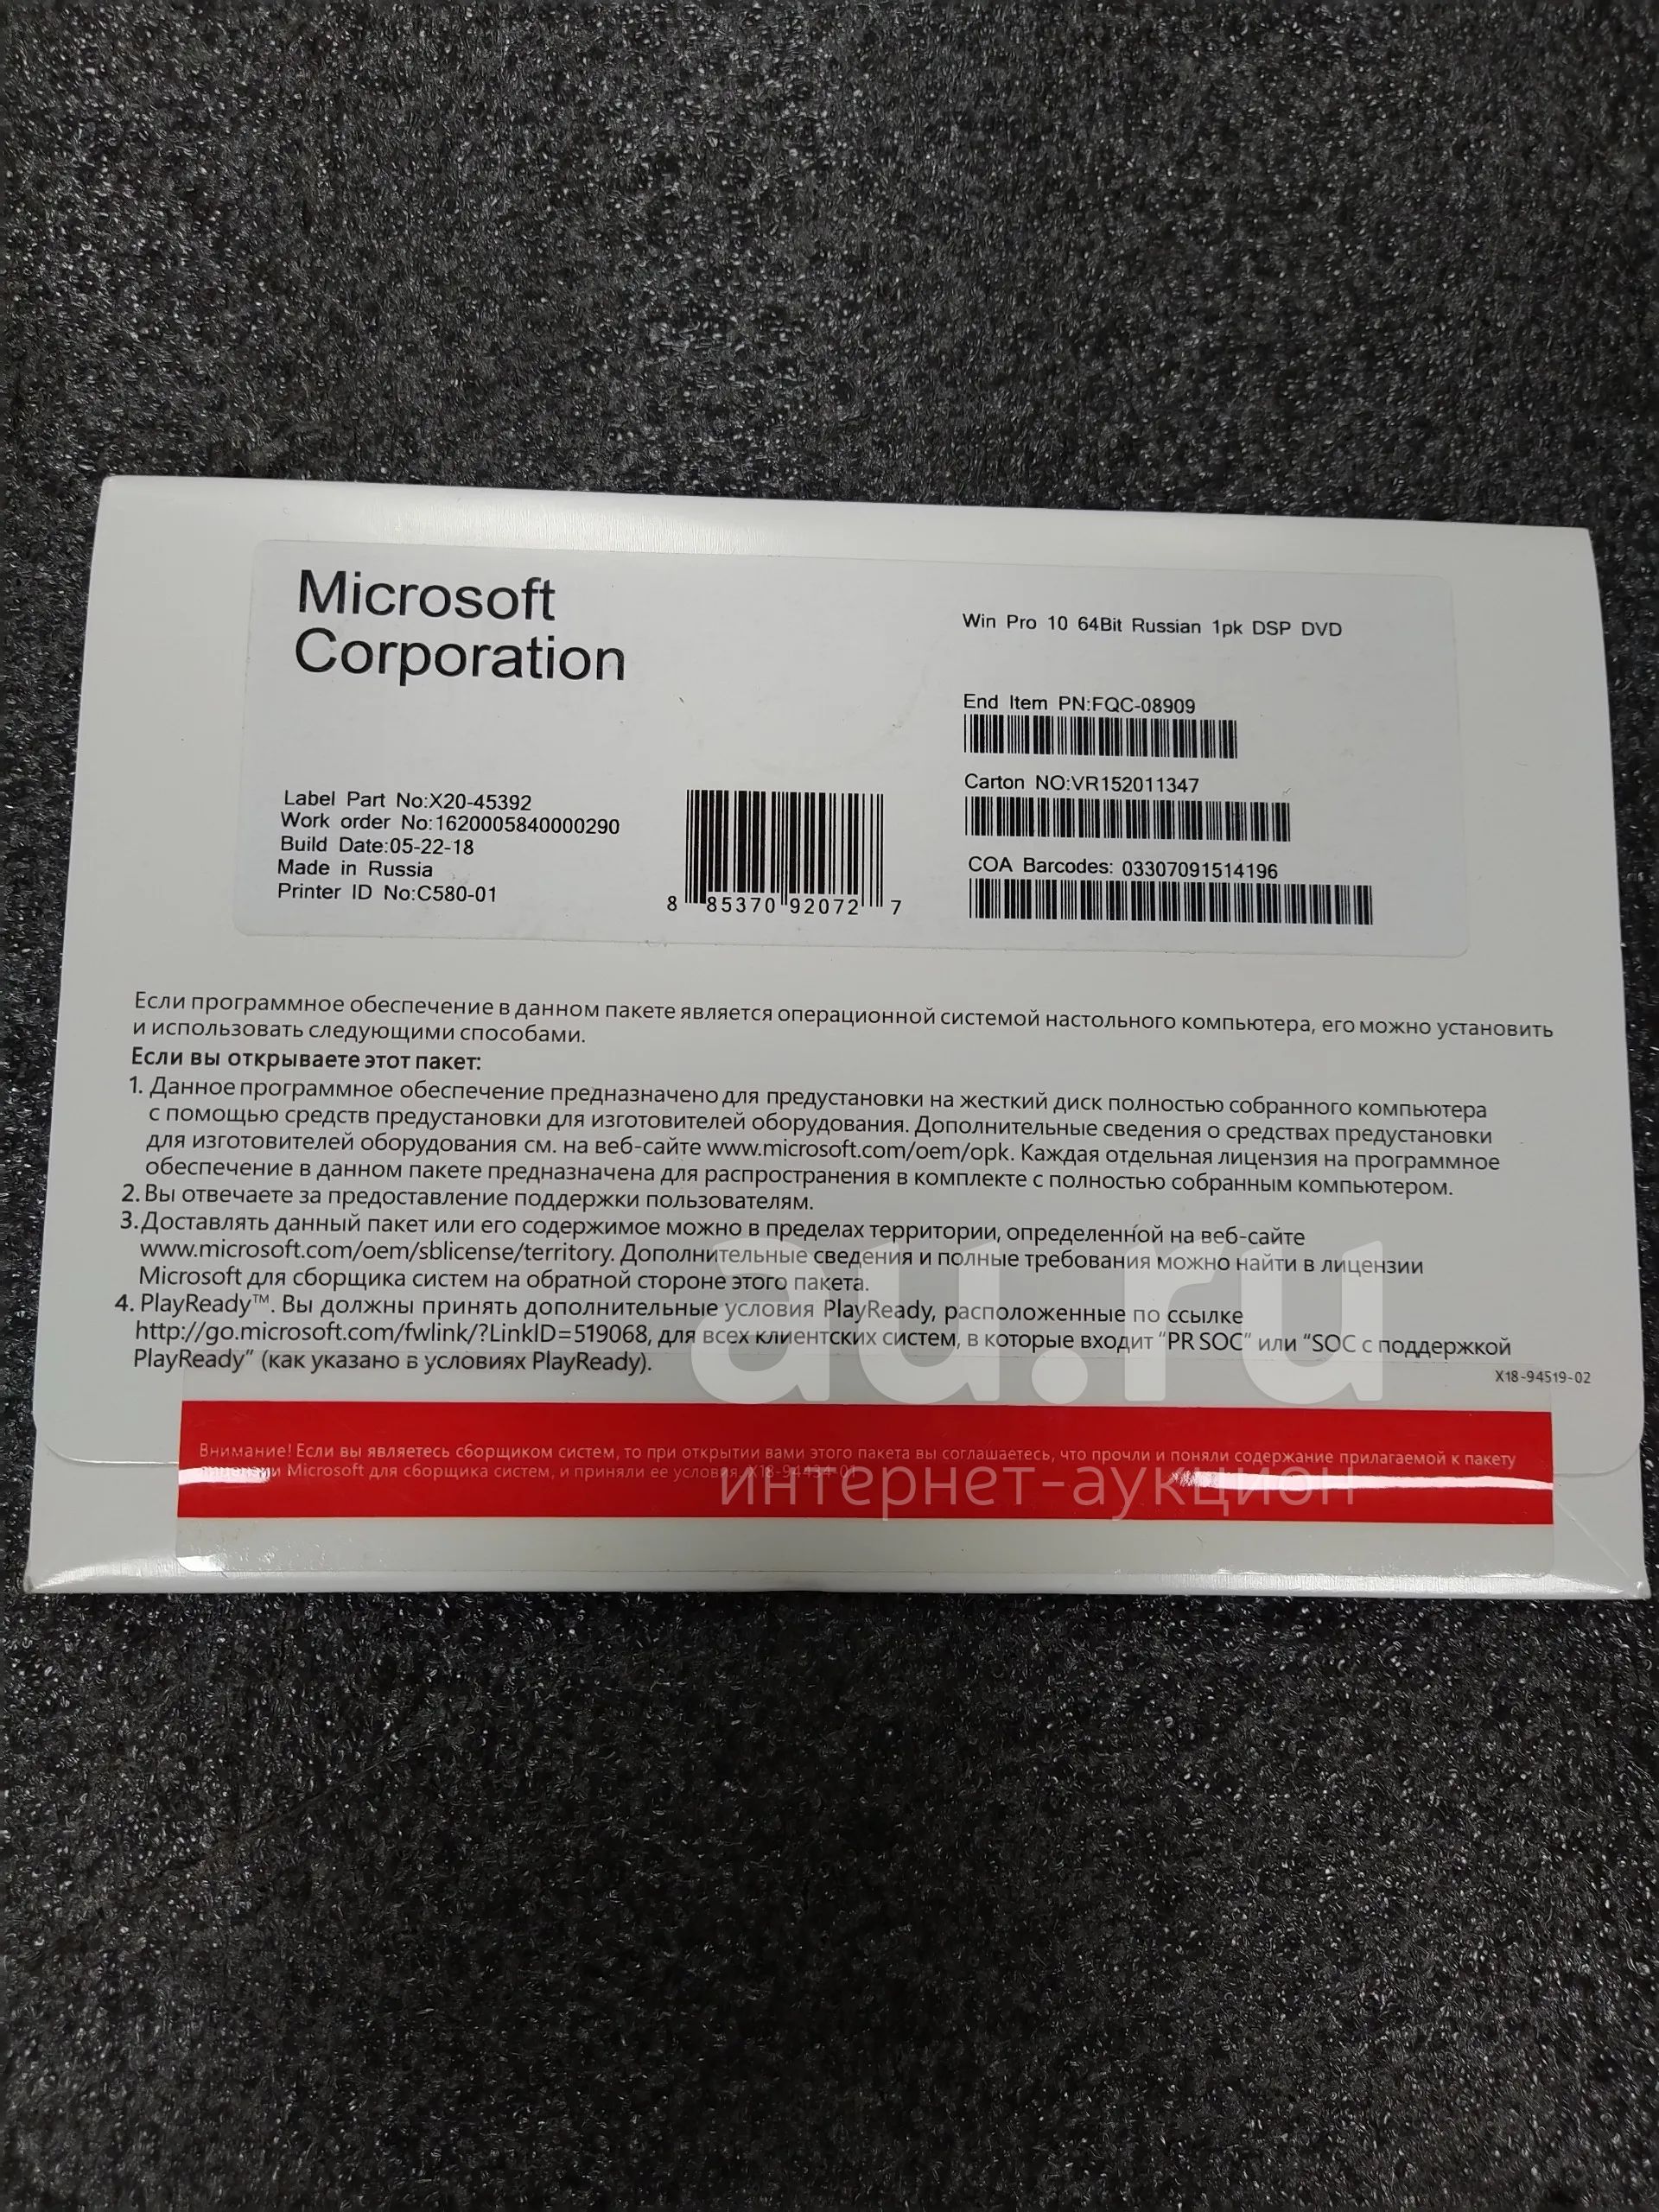 Microsoft
Corporation
Win Pro 10 64Bit Russian 1pk DSP DVD
End Item PN:FQC-08909
Carton NO:VR152011347
COA Barcodes: 03307091514196
Label Part No:X20-45392
Work order No:1620005840000290
Build Date:05-22-18
Made in Russia
Printer ID No:C580-01
8 85370 92072 7
Если программное обеспечение в данном пакете является операционной системой настольного компьютера, его можно установить
и использовать следующими способами.
Если вы открываете этот пакет:
1. Данное программное обеспечение предназначено для предустановки на жесткий диск полностью собранного компьютера
с помощью средств предустановки для изготовителей оборудования. Дополнительные сведения о средствах предустановки
для изготовителей оборудования см. на веб-сайте www.microsoft.com/oem/opk. Каждая отдельная лицензия на программное
обеспечение в данном пакете предназначена для распространения в комплекте с полностью собранным компьютером.
2. Вы отвечаете за предоставление поддержки пользователям.
3. Доставлять данный пакет или его содержимое можно в пределах территории, определенной на веб-сайте
www.microsoft.com/oem/sblicense/territory. Дополнительные сведения и полные требования можно найти в лицензии
Microsoft для сборщика систем на обратной стороне этого пакета.
4. PlayReady™. Вы должны принять дополнительные условия PlayReady, расположенные по ссылке
http://go.microsoft.com/fwlink/?LinkID=519068, для всех клиентских систем, в которые входит "PR SOC" или "SOC с поддержкой
PlayReady" (как указано в условиях PlayReady).
X18-94519-02
au.ru
Внимание! Если вы являетесь сборщиком систем, то при открытии вами этого пакета вы соглашаетесь, что прочли и поняли содержание прилагаемой к пакету
лицензии Microsoft для сборщика систем, и приняли ее условия. X18-94434-01
интернет-аукцион